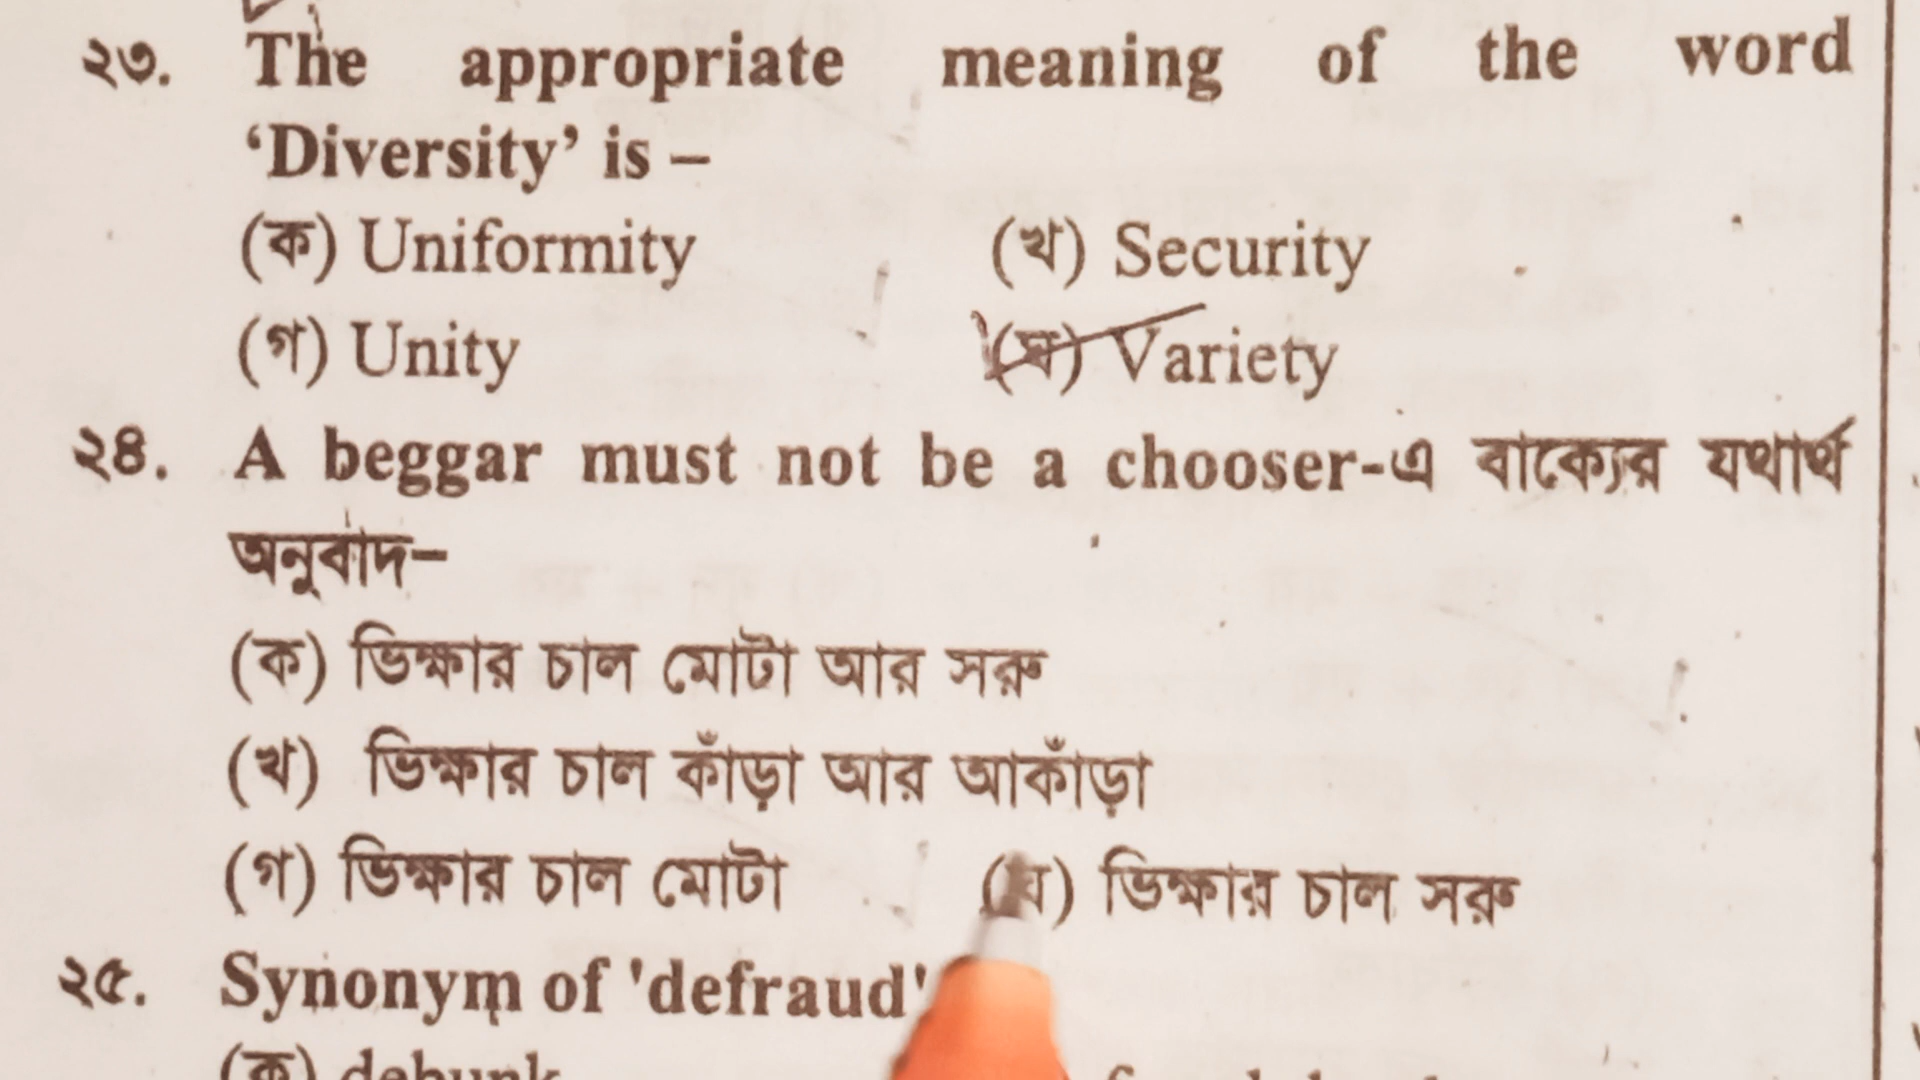 ২৩. The appropriate meaning of the word
‘Diversity’ is –
(ক) Uniformity (খ) Security
(গ) Unity (ঘ) Variety
২৪. A beggar must not be a chooser-এ বাক্যের যথার্থ
অনুবাদ–
(ক) ভিক্ষার চাল মোটা আর সরু
(খ) ভিক্ষার চাল কাঁড়া আর আকাঁড়া
(গ) ভিক্ষার চাল মোটা (ঘ) ভিক্ষার চাল সরু
২৫. Synonym of 'defraud'
(ক) debunk